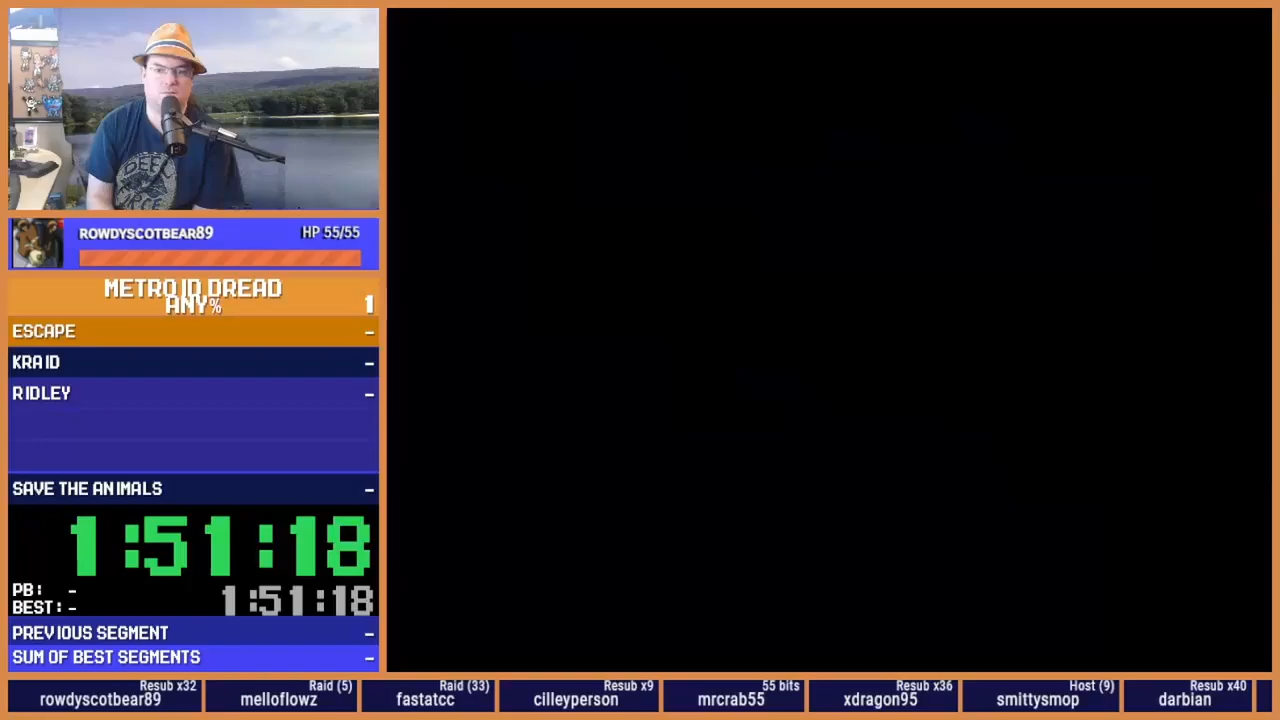 DEEP
ROWDYSCOTBEAR89 HP 55/55
METROID DREAD
ANY% 1
ESCAPE -
KRAID -
RIDLEY -
SAVE THE ANIMALS -
1:51:18
PB: -
BEST: - 1:51:18
PREVIOUS SEGMENT -
SUM OF BEST SEGMENTS -
Resub x32 Raid (5) Raid (33) Resub x9 55 bits Resub x36 Host (9) Resub x40
rowdyscotbear89 melloflowz fastatcc cilleyperson mrcrab55 xdragon95 smittysmop darbian